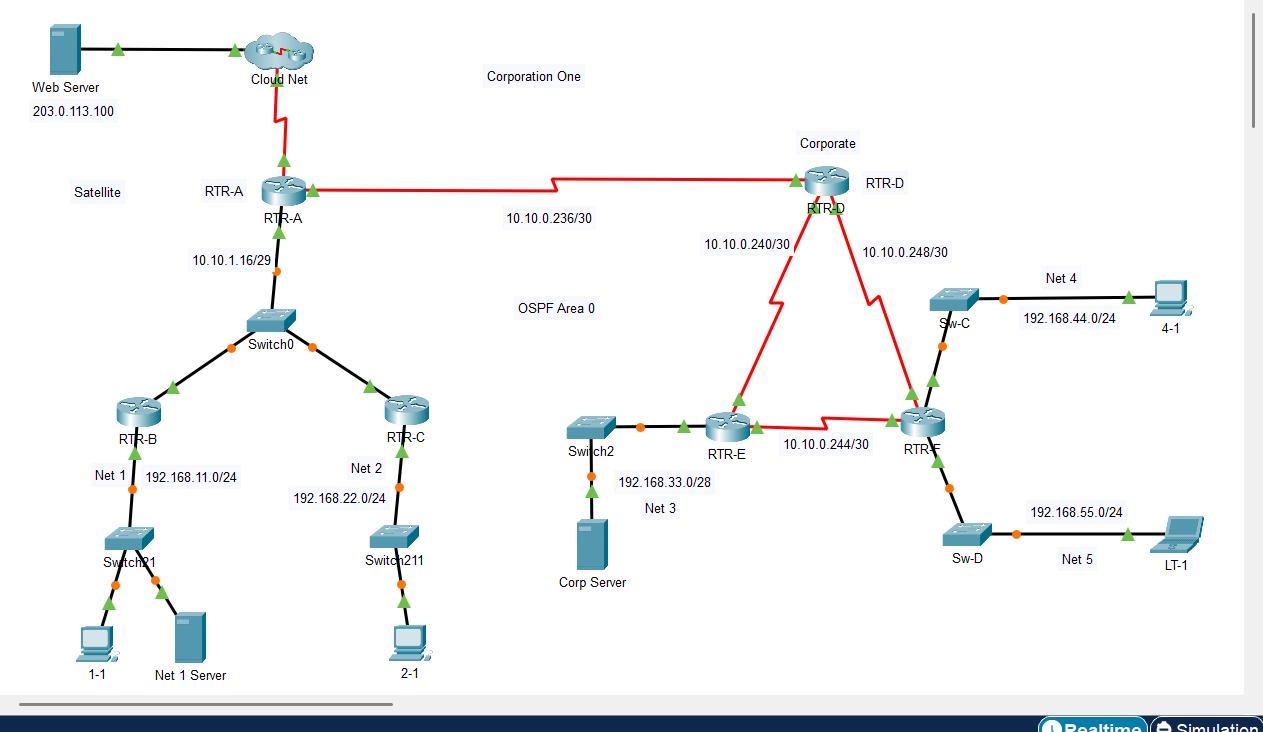 Web Server
203.0.113.100
Cloud Net
Corporation One
Corporate
Satellite
RTR-A
RTR-A
RTR-D
RTR-D
10.10.0.236/30
10.10.1.16/29
10.10.0.240/30
10.10.0.248/30
OSPF Area 0
Net 4
192.168.44.0/24
Sw-C
4-1
Switch0
RTR-B
RTR-C
Net 1
192.168.11.0/24
Net 2
192.168.22.0/24
Switch2
RTR-E
10.10.0.244/30
RTR-F
192.168.33.0/28
Net 3
192.168.55.0/24
Net 5
Sw-D
LT-1
Switch21
Switch211
Corp Server
1-1
Net 1 Server
2-1
Realtime
Simulation